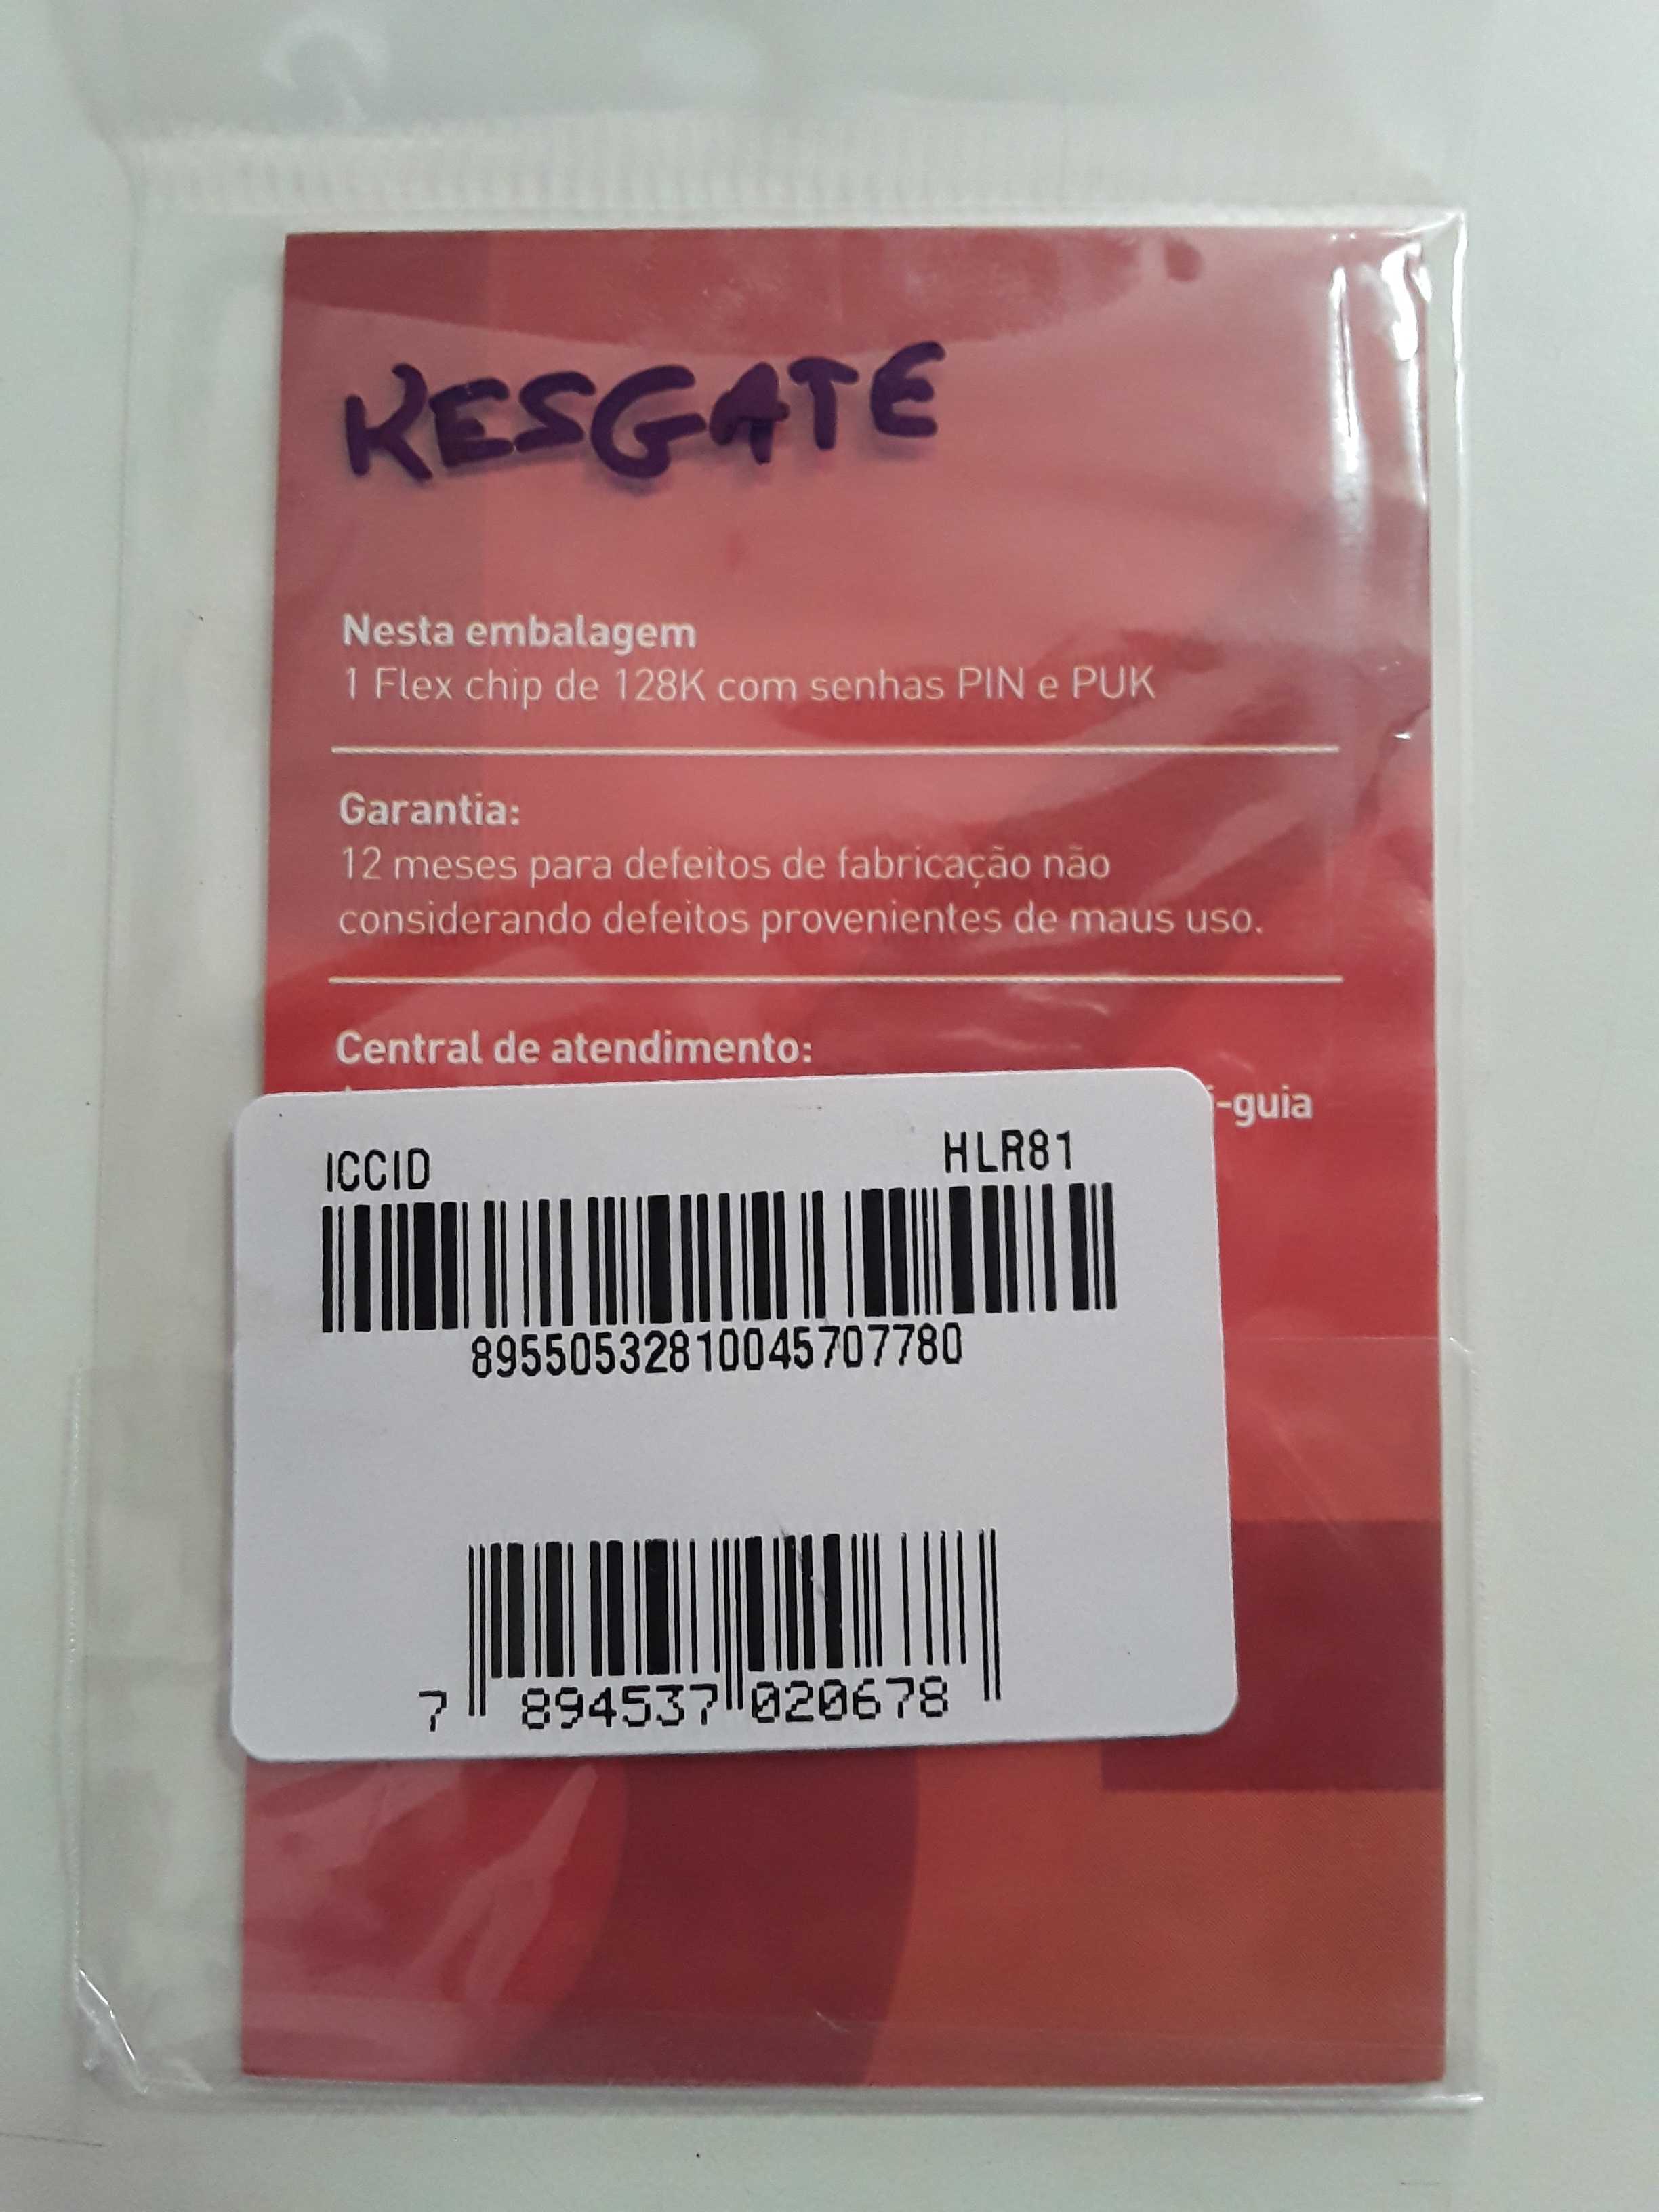 RESGATE
Nesta embalagem
1 Flex chip de 128K com senhas PIN e PUK
Garantia:
12 meses para defeitos de fabricação não
considerando defeitos provenientes de maus uso.
Central de atendimento:
-guia
ICCID HLR81
89550532810045707780
7 894537 020678